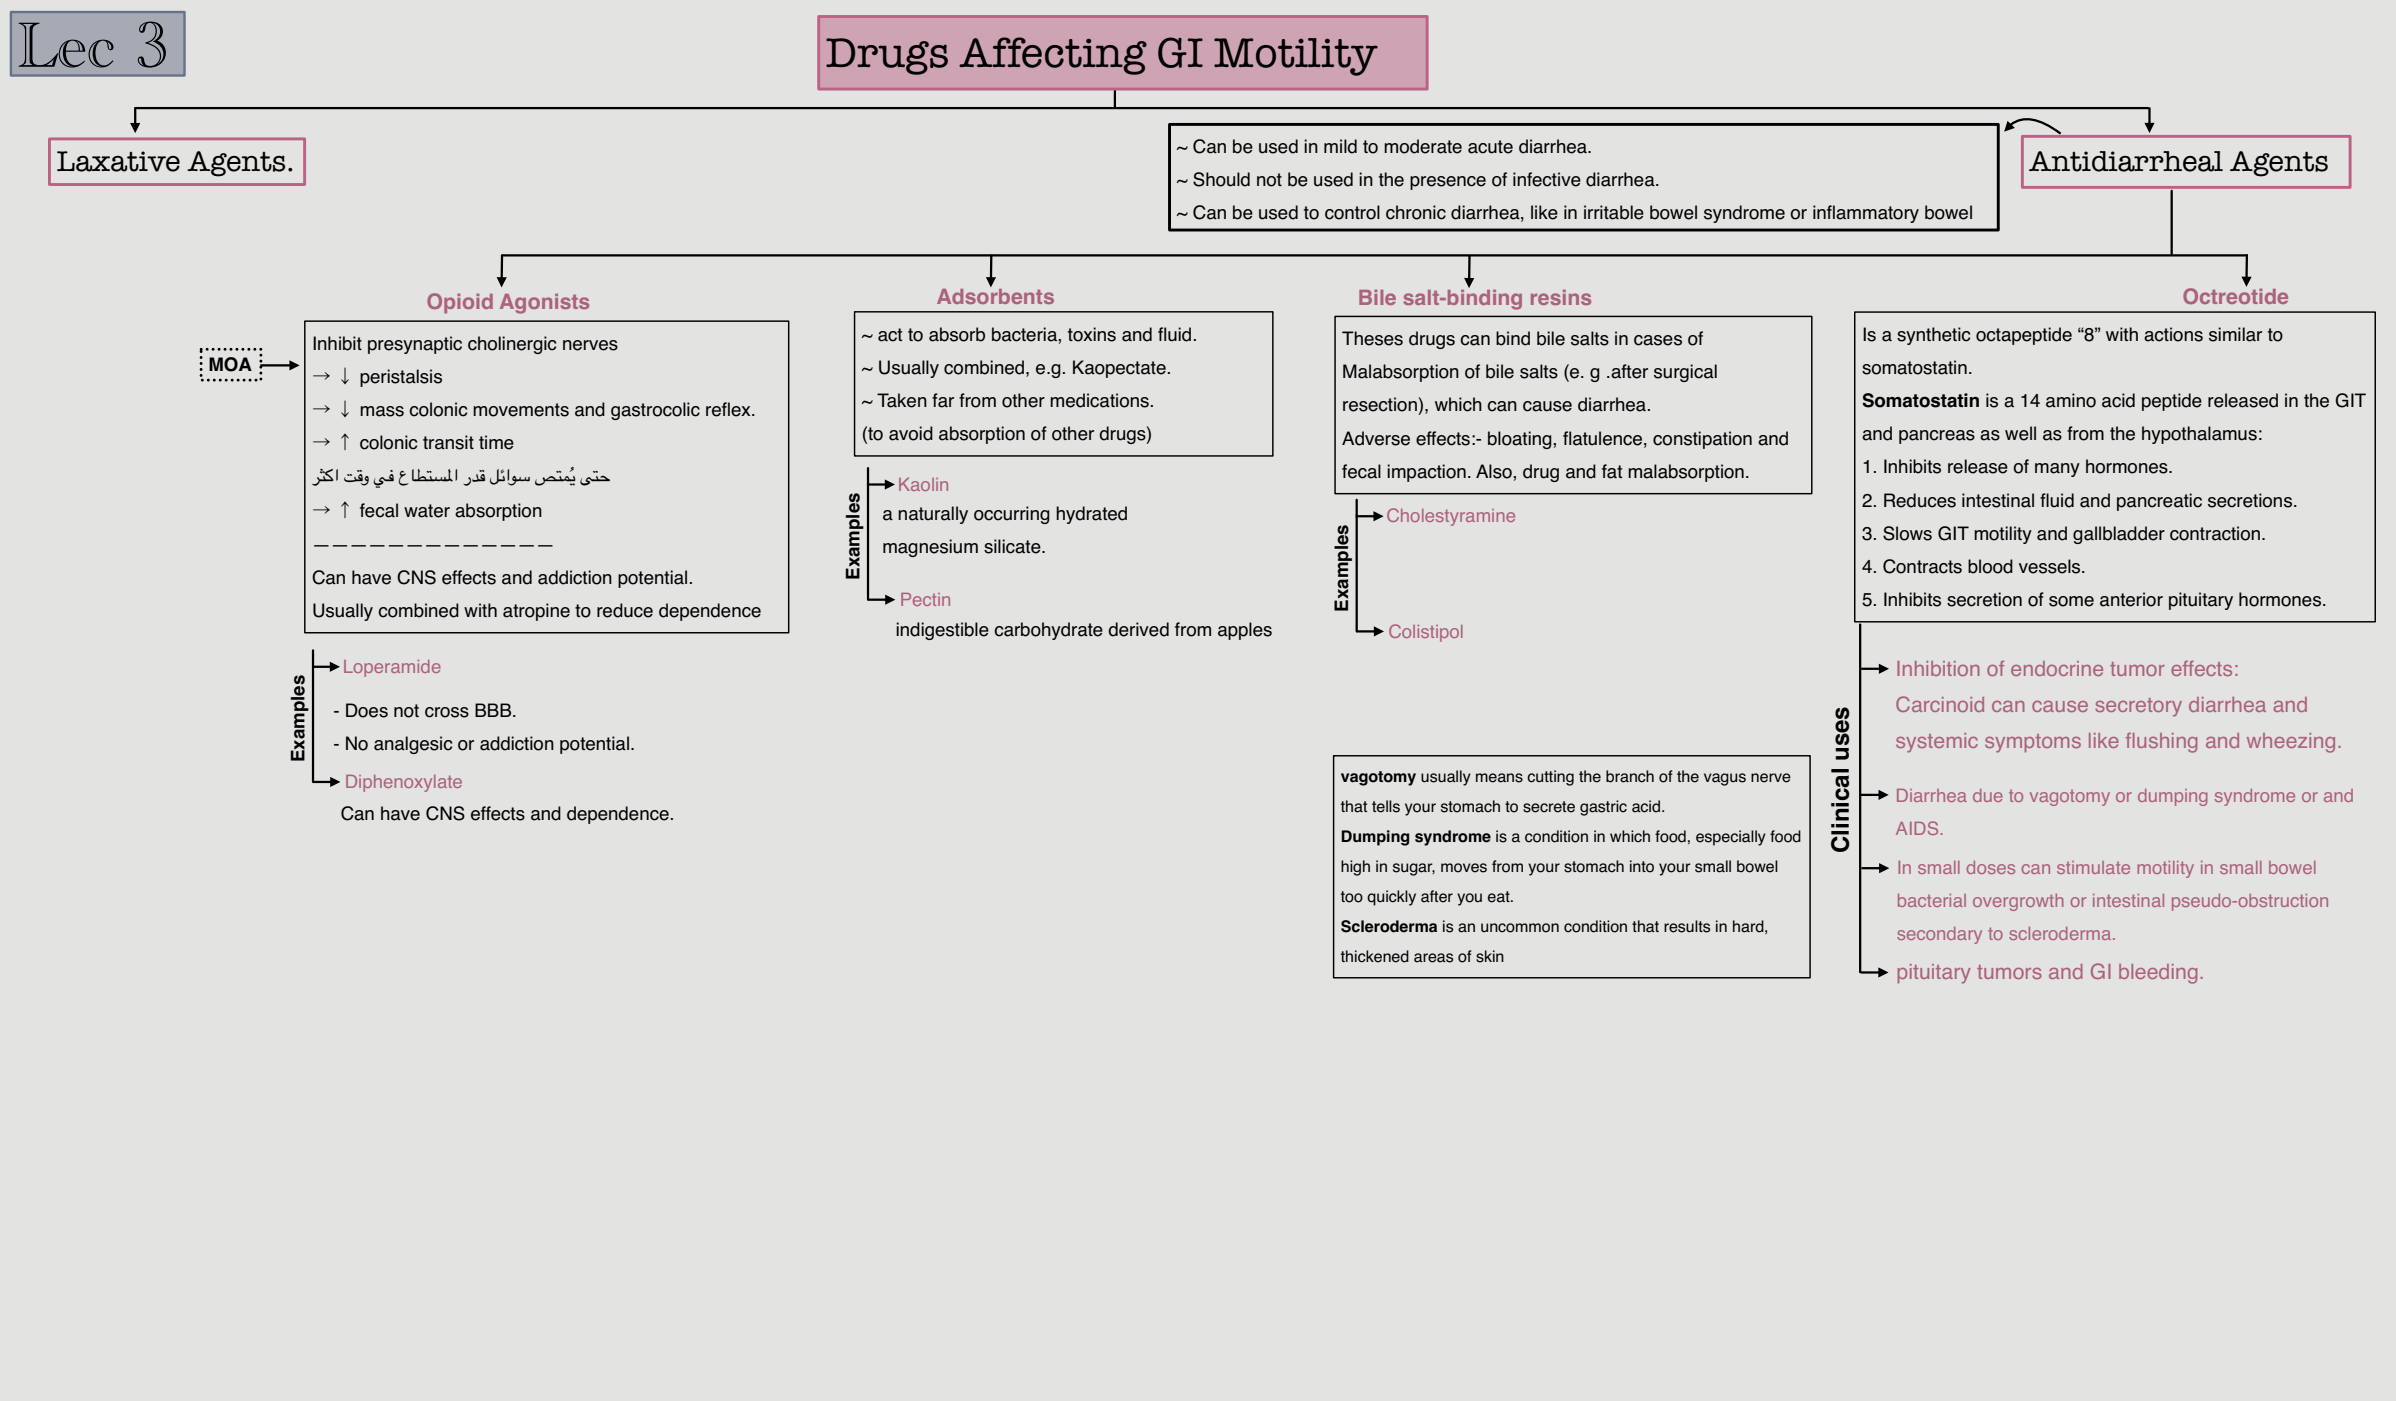 Lec 3
Drugs Affecting GI Motility
Laxative Agents.
~ Can be used in mild to moderate acute diarrhea.
~ Should not be used in the presence of infective diarrhea.
~ Can be used to control chronic diarrhea, like in irritable bowel syndrome or inflammatory bowel
Antidiarrheal Agents
Opioid Agonists
MOA
Inhibit presynaptic cholinergic nerves
→ ↓ peristalsis
→ ↓ mass colonic movements and gastrocolic reflex.
→ ↑ colonic transit time
حتى يُمتص سوائل قدر المستطاع في وقت اكثر
→ ↑ fecal water absorption
—————————————
Can have CNS effects and addiction potential.
Usually combined with atropine to reduce dependence
Examples
Loperamide
- Does not cross BBB.
- No analgesic or addiction potential.
Diphenoxylate
Can have CNS effects and dependence.
Adsorbents
~ act to absorb bacteria, toxins and fluid.
~ Usually combined, e.g. Kaopectate.
~ Taken far from other medications.
(to avoid absorption of other drugs)
Examples
Kaolin
a naturally occurring hydrated
magnesium silicate.
Pectin
indigestible carbohydrate derived from apples
Bile salt-binding resins
Theses drugs can bind bile salts in cases of
Malabsorption of bile salts (e. g .after surgical
resection), which can cause diarrhea.
Adverse effects:- bloating, flatulence, constipation and
fecal impaction. Also, drug and fat malabsorption.
Examples
Cholestyramine
Colistipol
vagotomy usually means cutting the branch of the vagus nerve
that tells your stomach to secrete gastric acid.
Dumping syndrome is a condition in which food, especially food
high in sugar, moves from your stomach into your small bowel
too quickly after you eat.
Scleroderma is an uncommon condition that results in hard,
thickened areas of skin
Octreotide
Is a synthetic octapeptide “8” with actions similar to
somatostatin.
Somatostatin is a 14 amino acid peptide released in the GIT
and pancreas as well as from the hypothalamus:
1. Inhibits release of many hormones.
2. Reduces intestinal fluid and pancreatic secretions.
3. Slows GIT motility and gallbladder contraction.
4. Contracts blood vessels.
5. Inhibits secretion of some anterior pituitary hormones.
Clinical uses
Inhibition of endocrine tumor effects:
Carcinoid can cause secretory diarrhea and
systemic symptoms like flushing and wheezing.
Diarrhea due to vagotomy or dumping syndrome or and
AIDS.
In small doses can stimulate motility in small bowel
bacterial overgrowth or intestinal pseudo-obstruction
secondary to scleroderma.
pituitary tumors and GI bleeding.